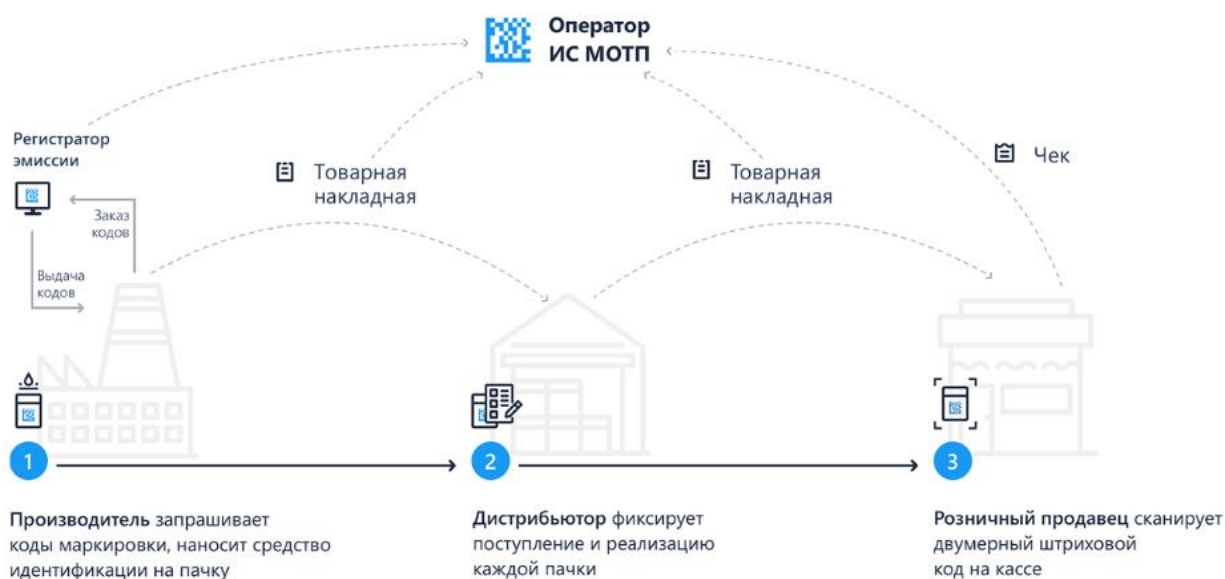 Оператор
ИС МОТП
Регистратор
эмиссии
Заказ
кодов
Выдача
кодов
Товарная
накладная
Товарная
накладная
Чек
1
2
3
Производитель запрашивает
коды маркировки, наносит средство
идентификации на пачку
Дистрибьютор фиксирует
поступление и реализацию
каждой пачки
Розничный продавец сканирует
двумерный штриховой
код на кассе